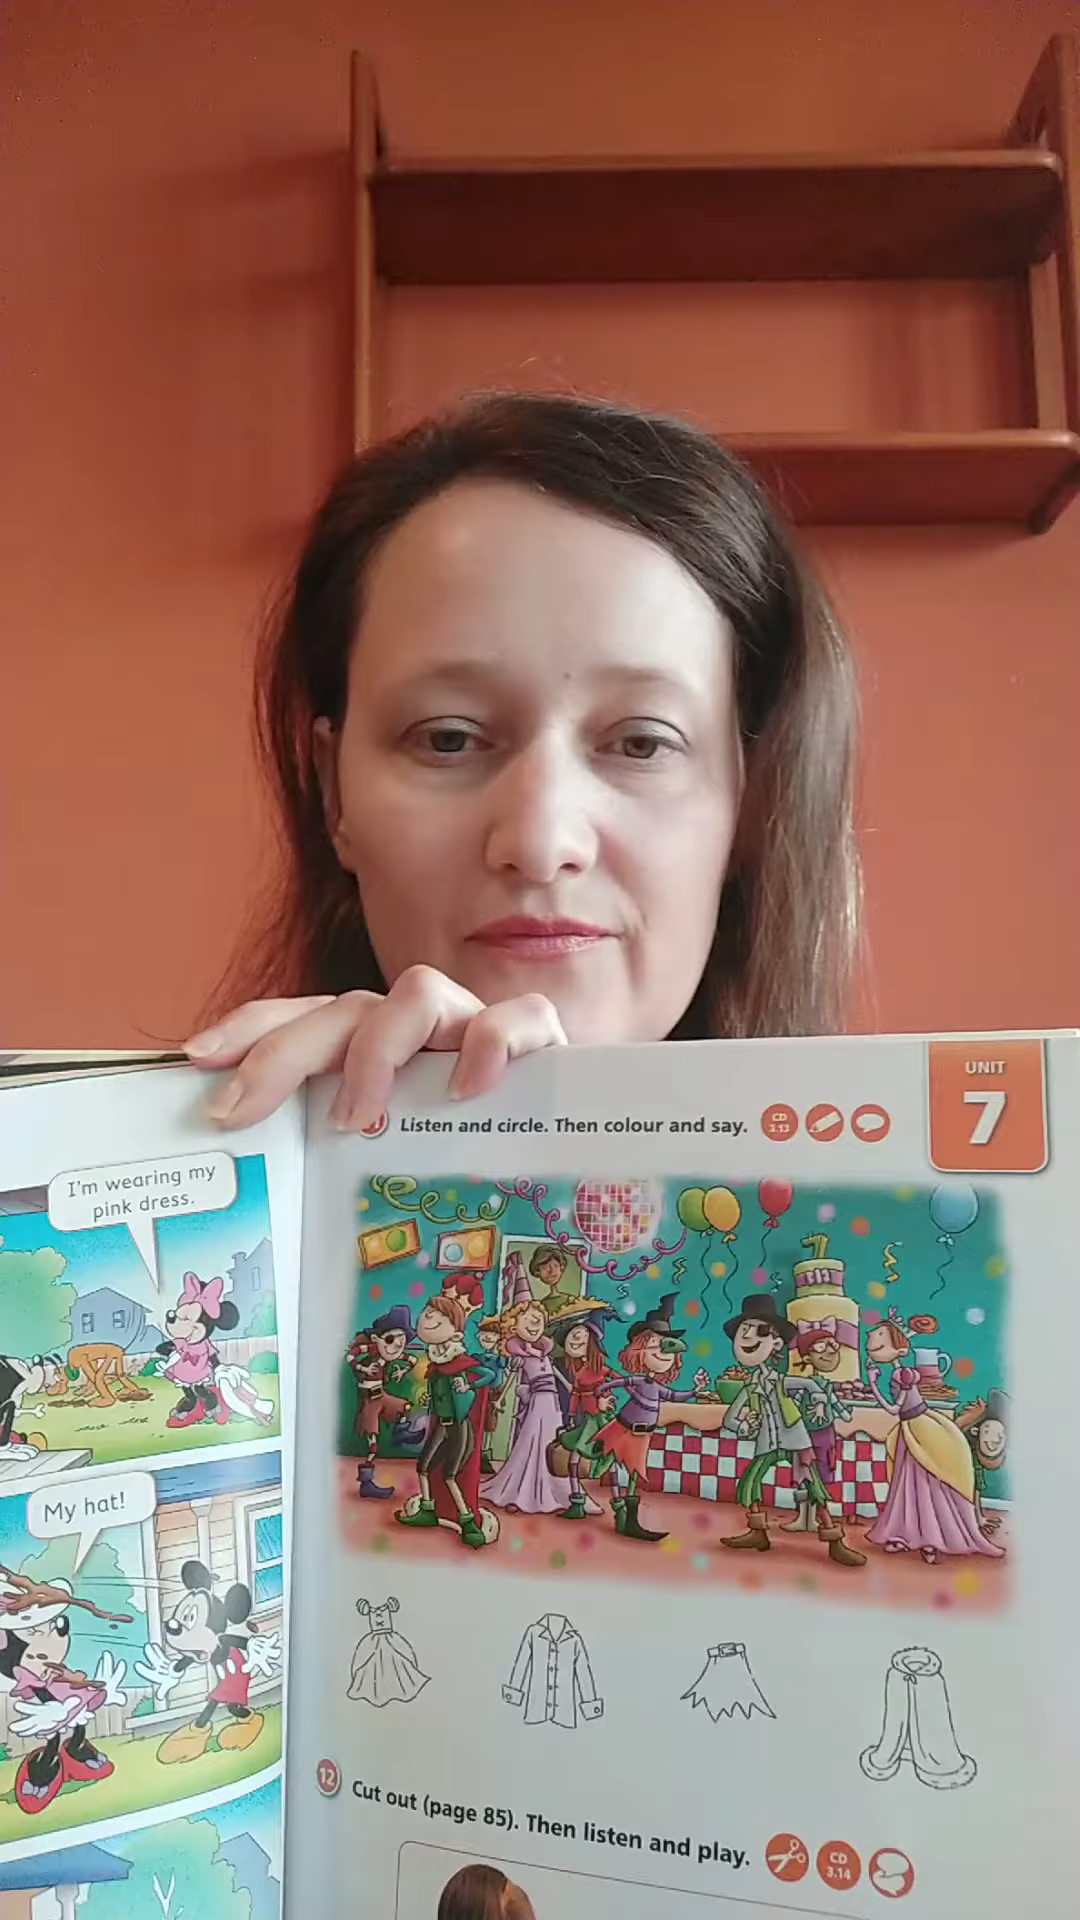 I'm wearing my
pink dress.
My hat!
UNIT
7
Listen and circle. Then colour and say.
CD
3.13
7
12
Cut out (page 85). Then listen and play.
CD
3.14